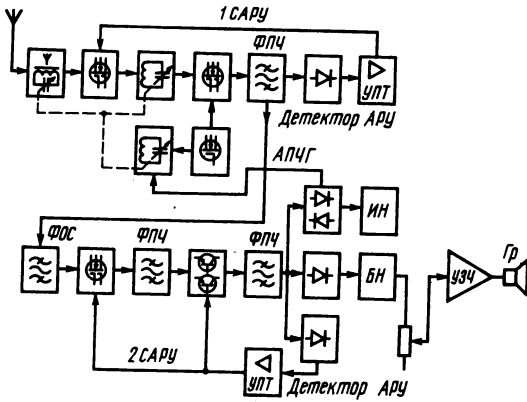 1 САРУ
ФПЧ
УПТ
Детектор АРУ
АПЧГ
ИН
ФОС
ФПЧ
ФПЧ
БН
УЗЧ
Гр
2 САРУ
УПТ
Детектор АРУ